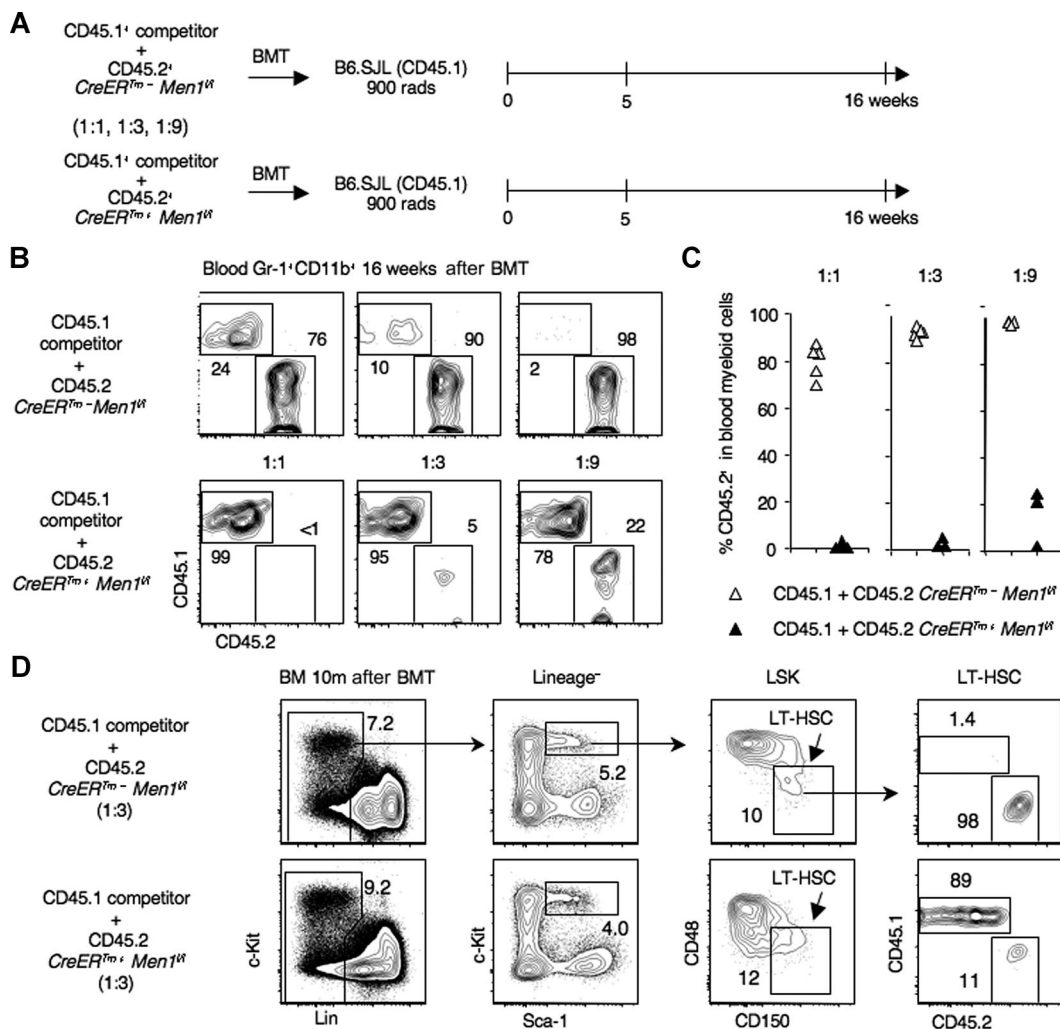 A
CD45.1⁺ competitor
+
CD45.2⁺
CreERᵀᵐ⁻ Men1ᶠ/ᶠ
BMT
B6.SJL (CD45.1)
900 rads
0
5
16 weeks
(1:1, 1:3, 1:9)
CD45.1⁺ competitor
+
CD45.2⁺
CreERᵀᵐ⁺ Men1ᶠ/ᶠ
BMT
B6.SJL (CD45.1)
900 rads
0
5
16 weeks
B
Blood Gr-1⁺CD11b⁺ 16 weeks after BMT
CD45.1
competitor
+
CD45.2
CreERᵀᵐ⁻Men1ᶠ/ᶠ
76
24
90
10
98
2
1:1
1:3
1:9
CD45.1
competitor
+
CD45.2
CreERᵀᵐ⁺ Men1ᶠ/ᶠ
<1
99
5
95
22
78
CD45.1
CD45.2
C
1:1
1:3
1:9
% CD45.2⁺ in blood myeloid cells
100
80
60
40
20
0
CD45.1 + CD45.2 CreERᵀᵐ⁻ Men1ᶠ/ᶠ
CD45.1 + CD45.2 CreERᵀᵐ⁺ Men1ᶠ/ᶠ
D
BM 10m after BMT
Lineage⁻
LSK
LT-HSC
CD45.1 competitor
+
CD45.2
CreERᵀᵐ⁻ Men1ᶠ/ᶠ
(1:3)
7.2
5.2
LT-HSC
10
1.4
98
CD45.1 competitor
+
CD45.2
CreERᵀᵐ⁺ Men1ᶠ/ᶠ
(1:3)
9.2
4.0
LT-HSC
12
89
11
c-Kit
Lin
c-Kit
Sca-1
CD48
CD150
CD45.1
CD45.2